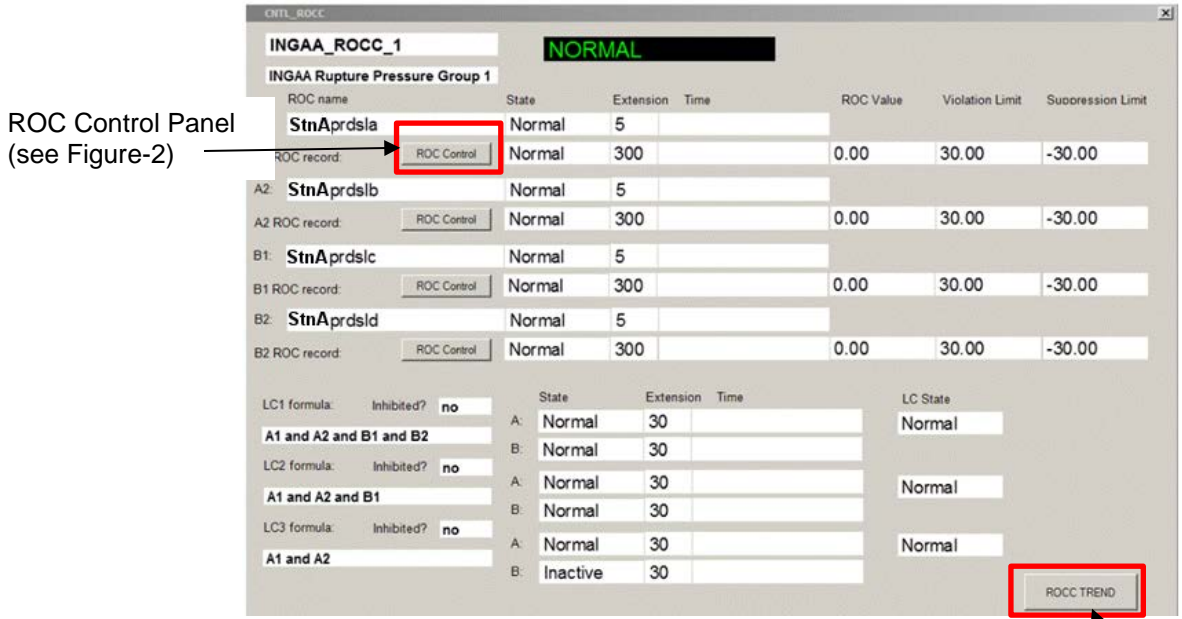 CNTL_ROCC
INGAA_ROCC_1
NORMAL
INGAA Rupture Pressure Group 1
ROC name State Extension Time ROC Value Violation Limit Suppression Limit
StnAprdsla Normal 5
ROC Control Panel
(see Figure-2)
ROC record: ROC Control Normal 300 0.00 30.00 -30.00
A2: StnAprdslb Normal 5
A2 ROC record: ROC Control Normal 300 0.00 30.00 -30.00
B1: StnAprdslc Normal 5
B1 ROC record: ROC Control Normal 300 0.00 30.00 -30.00
B2: StnAprdsld Normal 5
B2 ROC record: ROC Control Normal 300 0.00 30.00 -30.00
State Extension Time LC State
LC1 formula: Inhibited? no
A: Normal 30 Normal
A1 and A2 and B1 and B2
B: Normal 30
LC2 formula: Inhibited? no
A: Normal 30 Normal
A1 and A2 and B1
B: Normal 30
LC3 formula: Inhibited? no
A: Normal 30 Normal
A1 and A2
B: Inactive 30
ROCC TREND